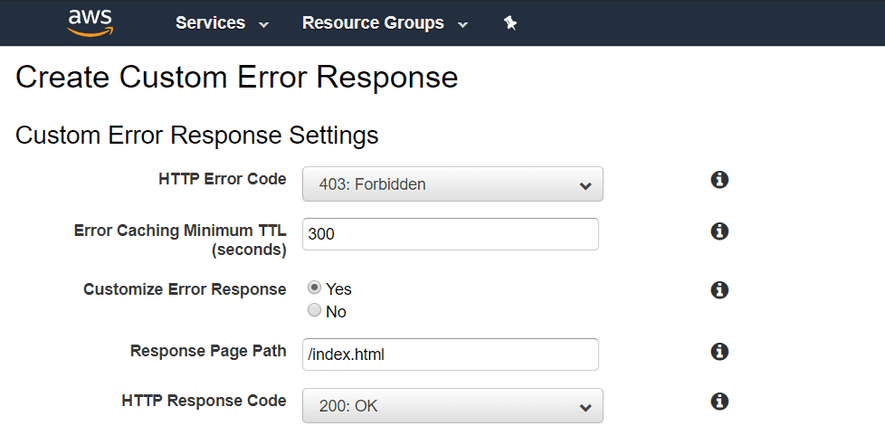 aws Services Resource Groups
Create Custom Error Response
Custom Error Response Settings
HTTP Error Code 403: Forbidden
Error Caching Minimum TTL
(seconds) 300
Customize Error Response Yes
No
Response Page Path /index.html
HTTP Response Code 200: OK